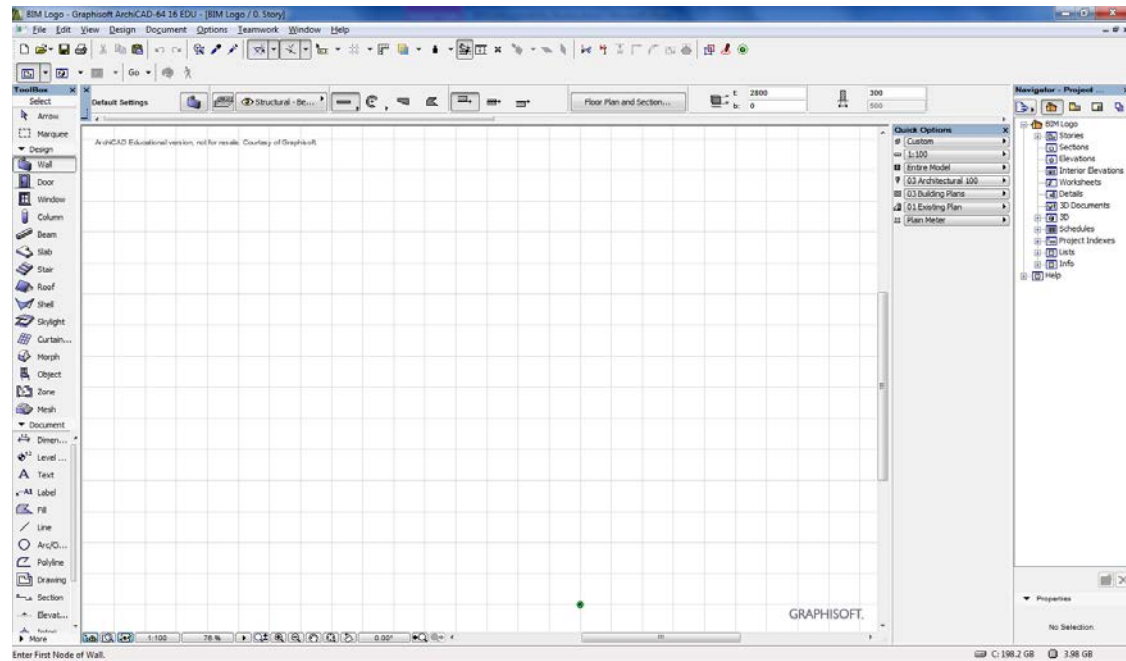 BIM Logo - Graphisoft ArchiCAD-64 16 EDU - [BIM Logo / 0. Story]
File Edit View Design Document Options Teamwork Window Help
Go
ToolBox
Select
Arrow
Marquee
Design
Wall
Door
Window
Column
Beam
Slab
Stair
Roof
Shell
Skylight
Curtain...
Morph
Object
Zone
Mesh
Document
Dimen...
Level ...
Text
A1 Label
Fill
Line
Arc/O...
Polyline
Drawing
Section
Elevat...
More
Default Settings
Structural - Be...
Floor Plan and Section...
t: 2800
b: 0
300
300
ArchiCAD Educational version, not for resale. Courtesy of Graphisoft.
GRAPHISOFT.
Quick Options
Custom
1:100
Entire Model
03 Architectural 100
03 Building Plans
01 Existing Plan
Plain Meter
Navigator - Project ...
BIM Logo
Stories
Sections
Elevations
Interior Elevations
Worksheets
Details
3D Documents
3D
Schedules
Project Indexes
Lists
Info
Help
Properties
No Selection
1:100
76 %
0.00°
Enter First Node of Wall.
C: 198.2 GB
3.98 GB